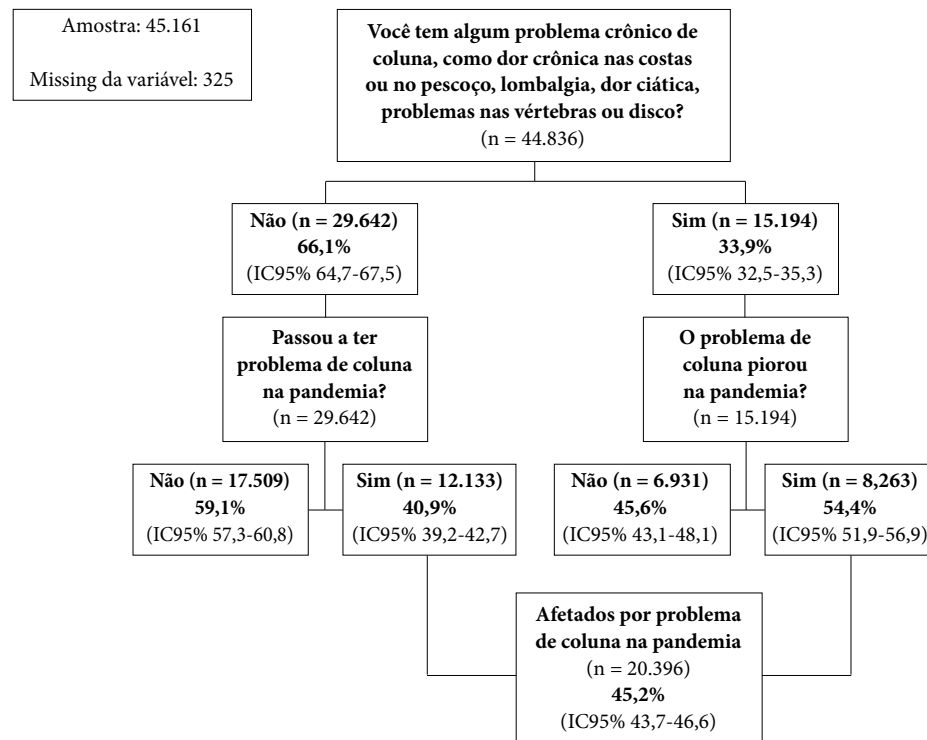 Amostra: 45.161
Missing da variável: 325
Você tem algum problema crônico de
coluna, como dor crônica nas costas
ou no pescoço, lombalgia, dor ciática,
problemas nas vértebras ou disco?
(n = 44.836)
Não (n = 29.642)
66,1%
(IC95% 64,7-67,5)
Sim (n = 15.194)
33,9%
(IC95% 32,5-35,3)
Passou a ter
problema de coluna
na pandemia?
(n = 29.642)
O problema de
coluna piorou
na pandemia?
(n = 15.194)
Não (n = 17.509)
59,1%
(IC95% 57,3-60,8)
Sim (n = 12.133)
40,9%
(IC95% 39,2-42,7)
Não (n = 6.931)
45,6%
(IC95% 43,1-48,1)
Sim (n = 8,263)
54,4%
(IC95% 51,9-56,9)
Afetados por problema
de coluna na pandemia
(n = 20.396)
45,2%
(IC95% 43,7-46,6)